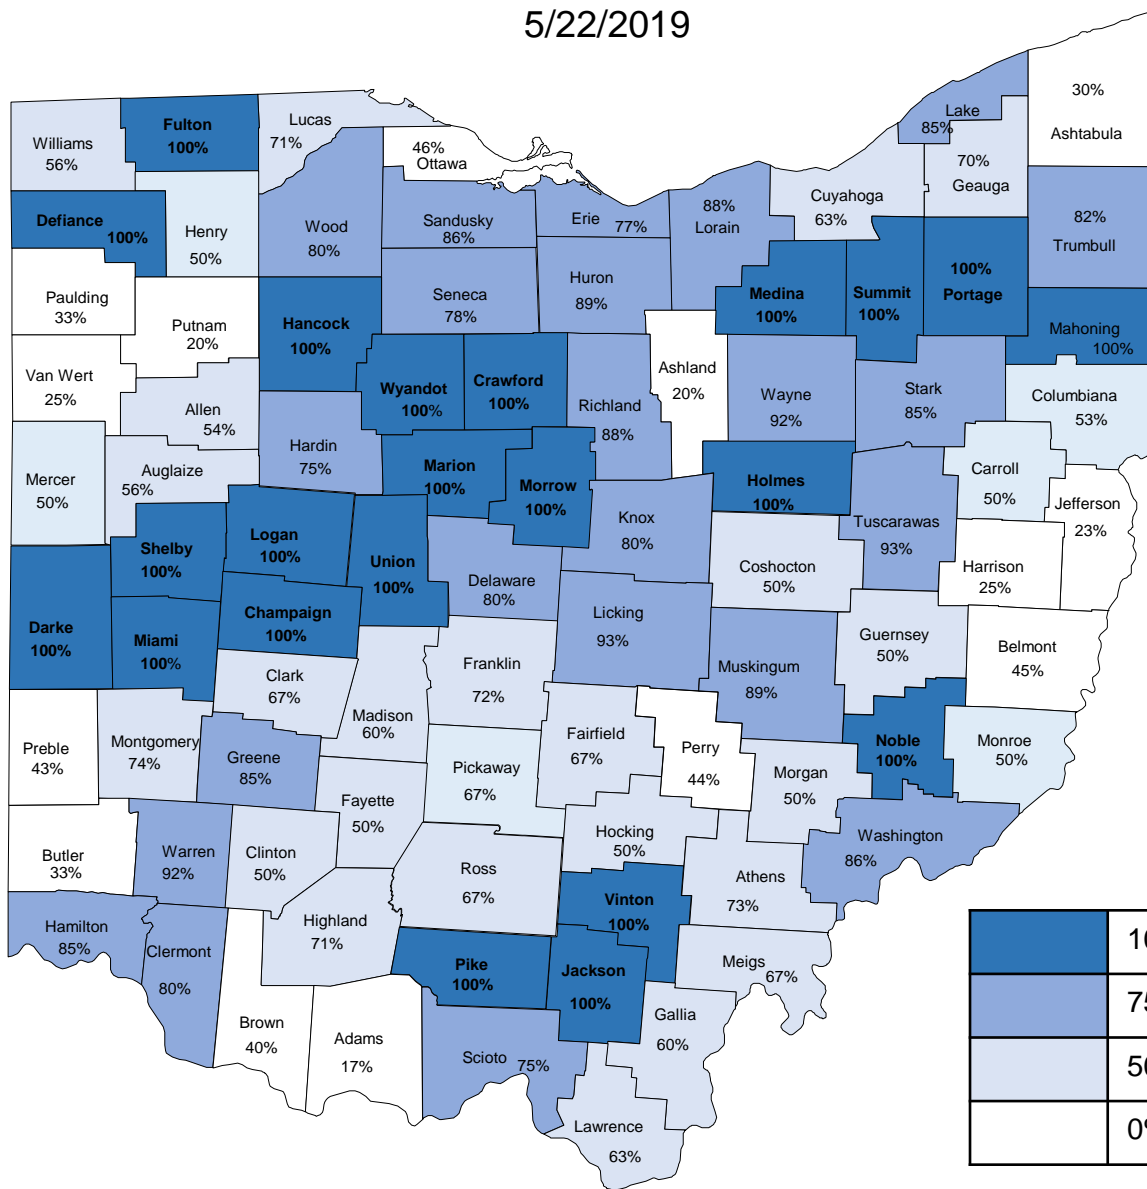 5/22/2019
30%
Ashtabula
Lake
85%
70%
Geauga
Cuyahoga
63%
82%
Trumbull
Williams
56%
Fulton
100%
Lucas
71%
46%
Ottawa
Defiance
100%
Henry
50%
Wood
80%
Sandusky
86%
Erie 77%
88%
Lorain
Medina
100%
Summit
100%
100%
Portage
Mahoning
100%
Paulding
33%
Putnam
20%
Hancock
100%
Seneca
78%
Huron
89%
Van Wert
25%
Allen
54%
Wyandot
100%
Crawford
100%
Richland
88%
Ashland
20%
Wayne
92%
Stark
85%
Columbiana
53%
Mercer
50%
Auglaize
56%
Hardin
75%
Marion
100%
Morrow
100%
Holmes
100%
Carroll
50%
Jefferson
23%
Shelby
100%
Logan
100%
Union
100%
Knox
80%
Coshocton
50%
Tuscarawas
93%
Harrison
25%
Darke
100%
Miami
100%
Champaign
100%
Delaware
80%
Licking
93%
Muskingum
89%
Guernsey
50%
Belmont
45%
Clark
67%
Madison
60%
Franklin
72%
Preble
43%
Montgomery
74%
Greene
85%
Pickaway
67%
Fairfield
67%
Perry
44%
Morgan
50%
Noble
100%
Monroe
50%
Fayette
50%
Hocking
50%
Washington
86%
Butler
33%
Warren
92%
Clinton
50%
Ross
67%
Athens
73%
Hamilton
85%
Clermont
80%
Highland
71%
Vinton
100%
Meigs 67%
Pike
100%
Jackson
100%
Gallia
60%
Brown
40%
Adams
17%
Scioto 75%
Lawrence
63%
0%